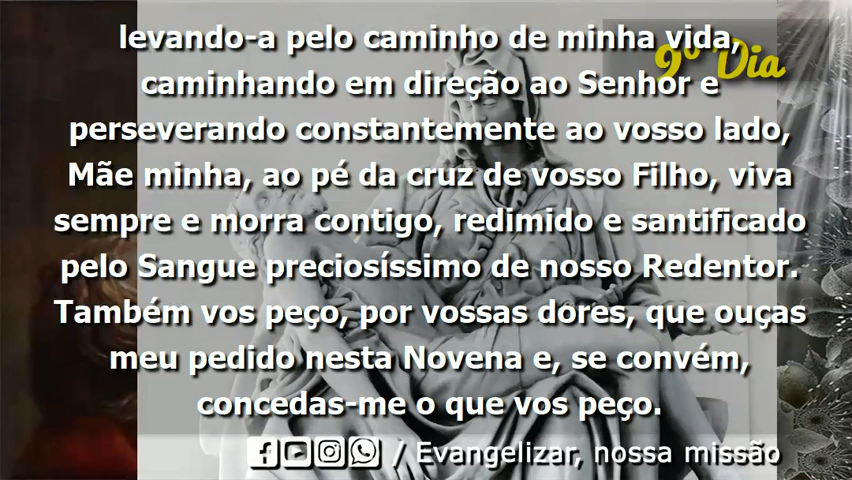 9º Dia
levando-a pelo caminho de minha vida,
caminhando em direção ao Senhor e
perseverando constantemente ao vosso lado,
Mãe minha, ao pé da cruz de vosso Filho, viva
sempre e morra contigo, redimido e santificado
pelo Sangue preciosíssimo de nosso Redentor.
Também vos peço, por vossas dores, que ouças
meu pedido nesta Novena e, se convém,
concedas-me o que vos peço.
/ Evangelizar, nossa missão